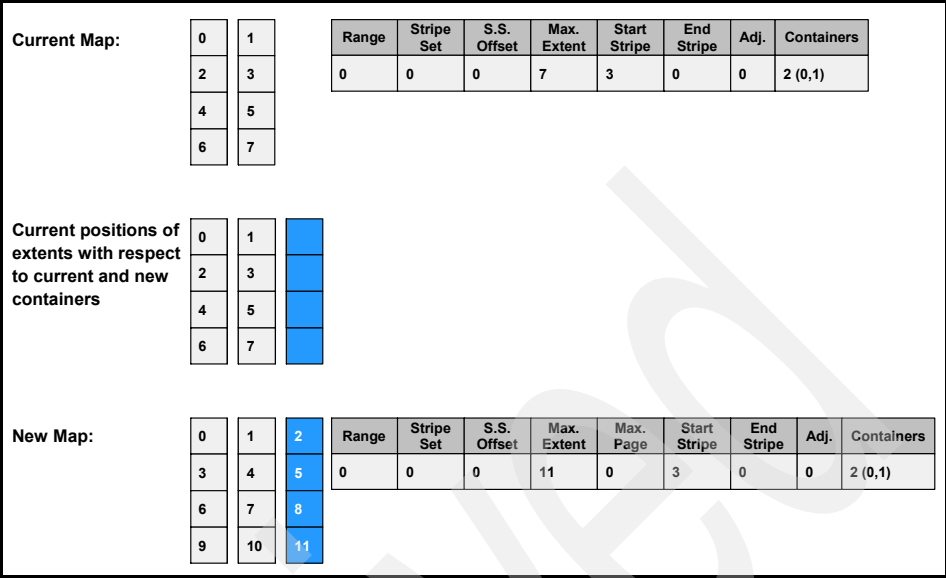 Current Map:
0 1
2 3
4 5
6 7
Range Stripe Set S.S. Offset Max. Extent Start Stripe End Stripe Adj. Containers
0 0 0 7 3 0 0 2 (0,1)
Current positions of
extents with respect
to current and new
containers
0 1
2 3
4 5
6 7
New Map:
0 1 2
3 4 5
6 7 8
9 10 11
Range Stripe Set S.S. Offset Max. Extent Max. Page Start Stripe End Stripe Adj. Containers
0 0 0 11 0 3 0 0 2 (0,1)